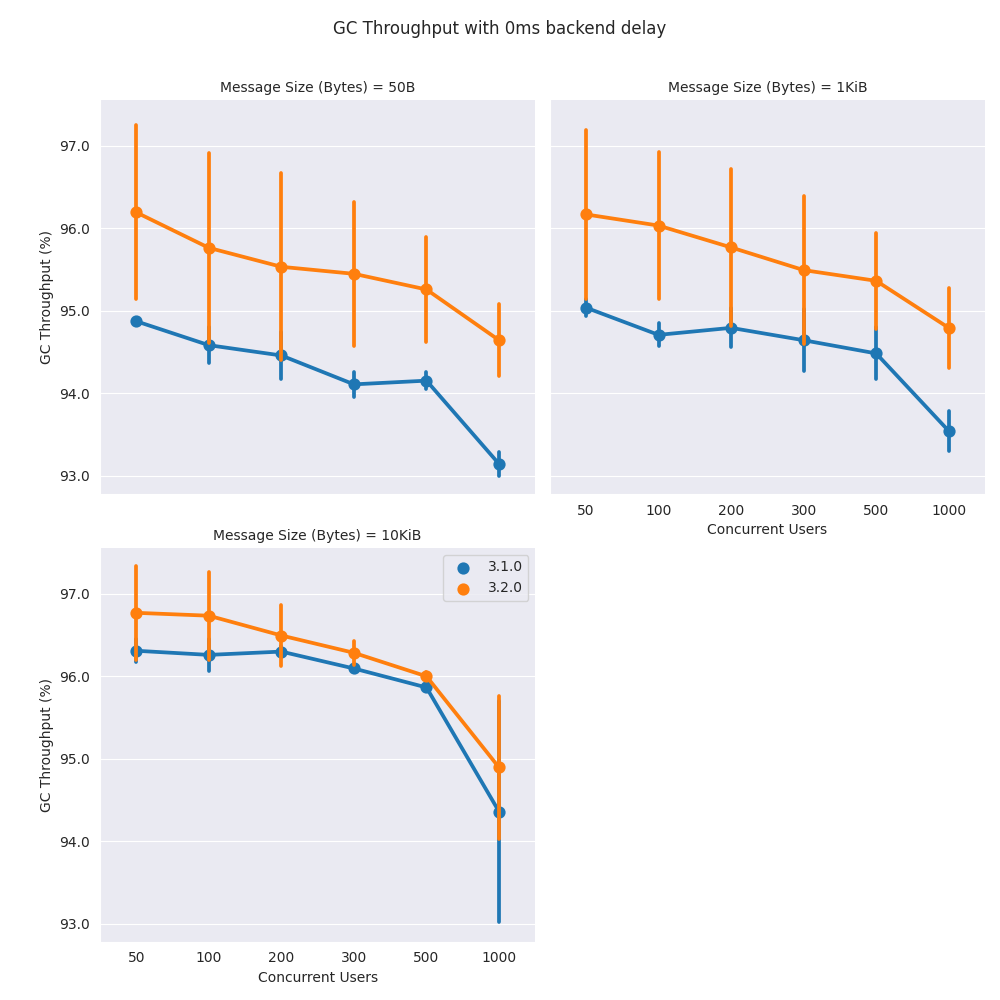 GC Throughput with 0ms backend delay
Message Size (Bytes) = 50B
97.0
96.0
95.0
94.0
93.0
GC Throughput (%)
Message Size (Bytes) = 1KiB
50 100 200 300 500 1000
Concurrent Users
Message Size (Bytes) = 10KiB
3.1.0
3.2.0
97.0
96.0
95.0
94.0
93.0
GC Throughput (%)
50 100 200 300 500 1000
Concurrent Users